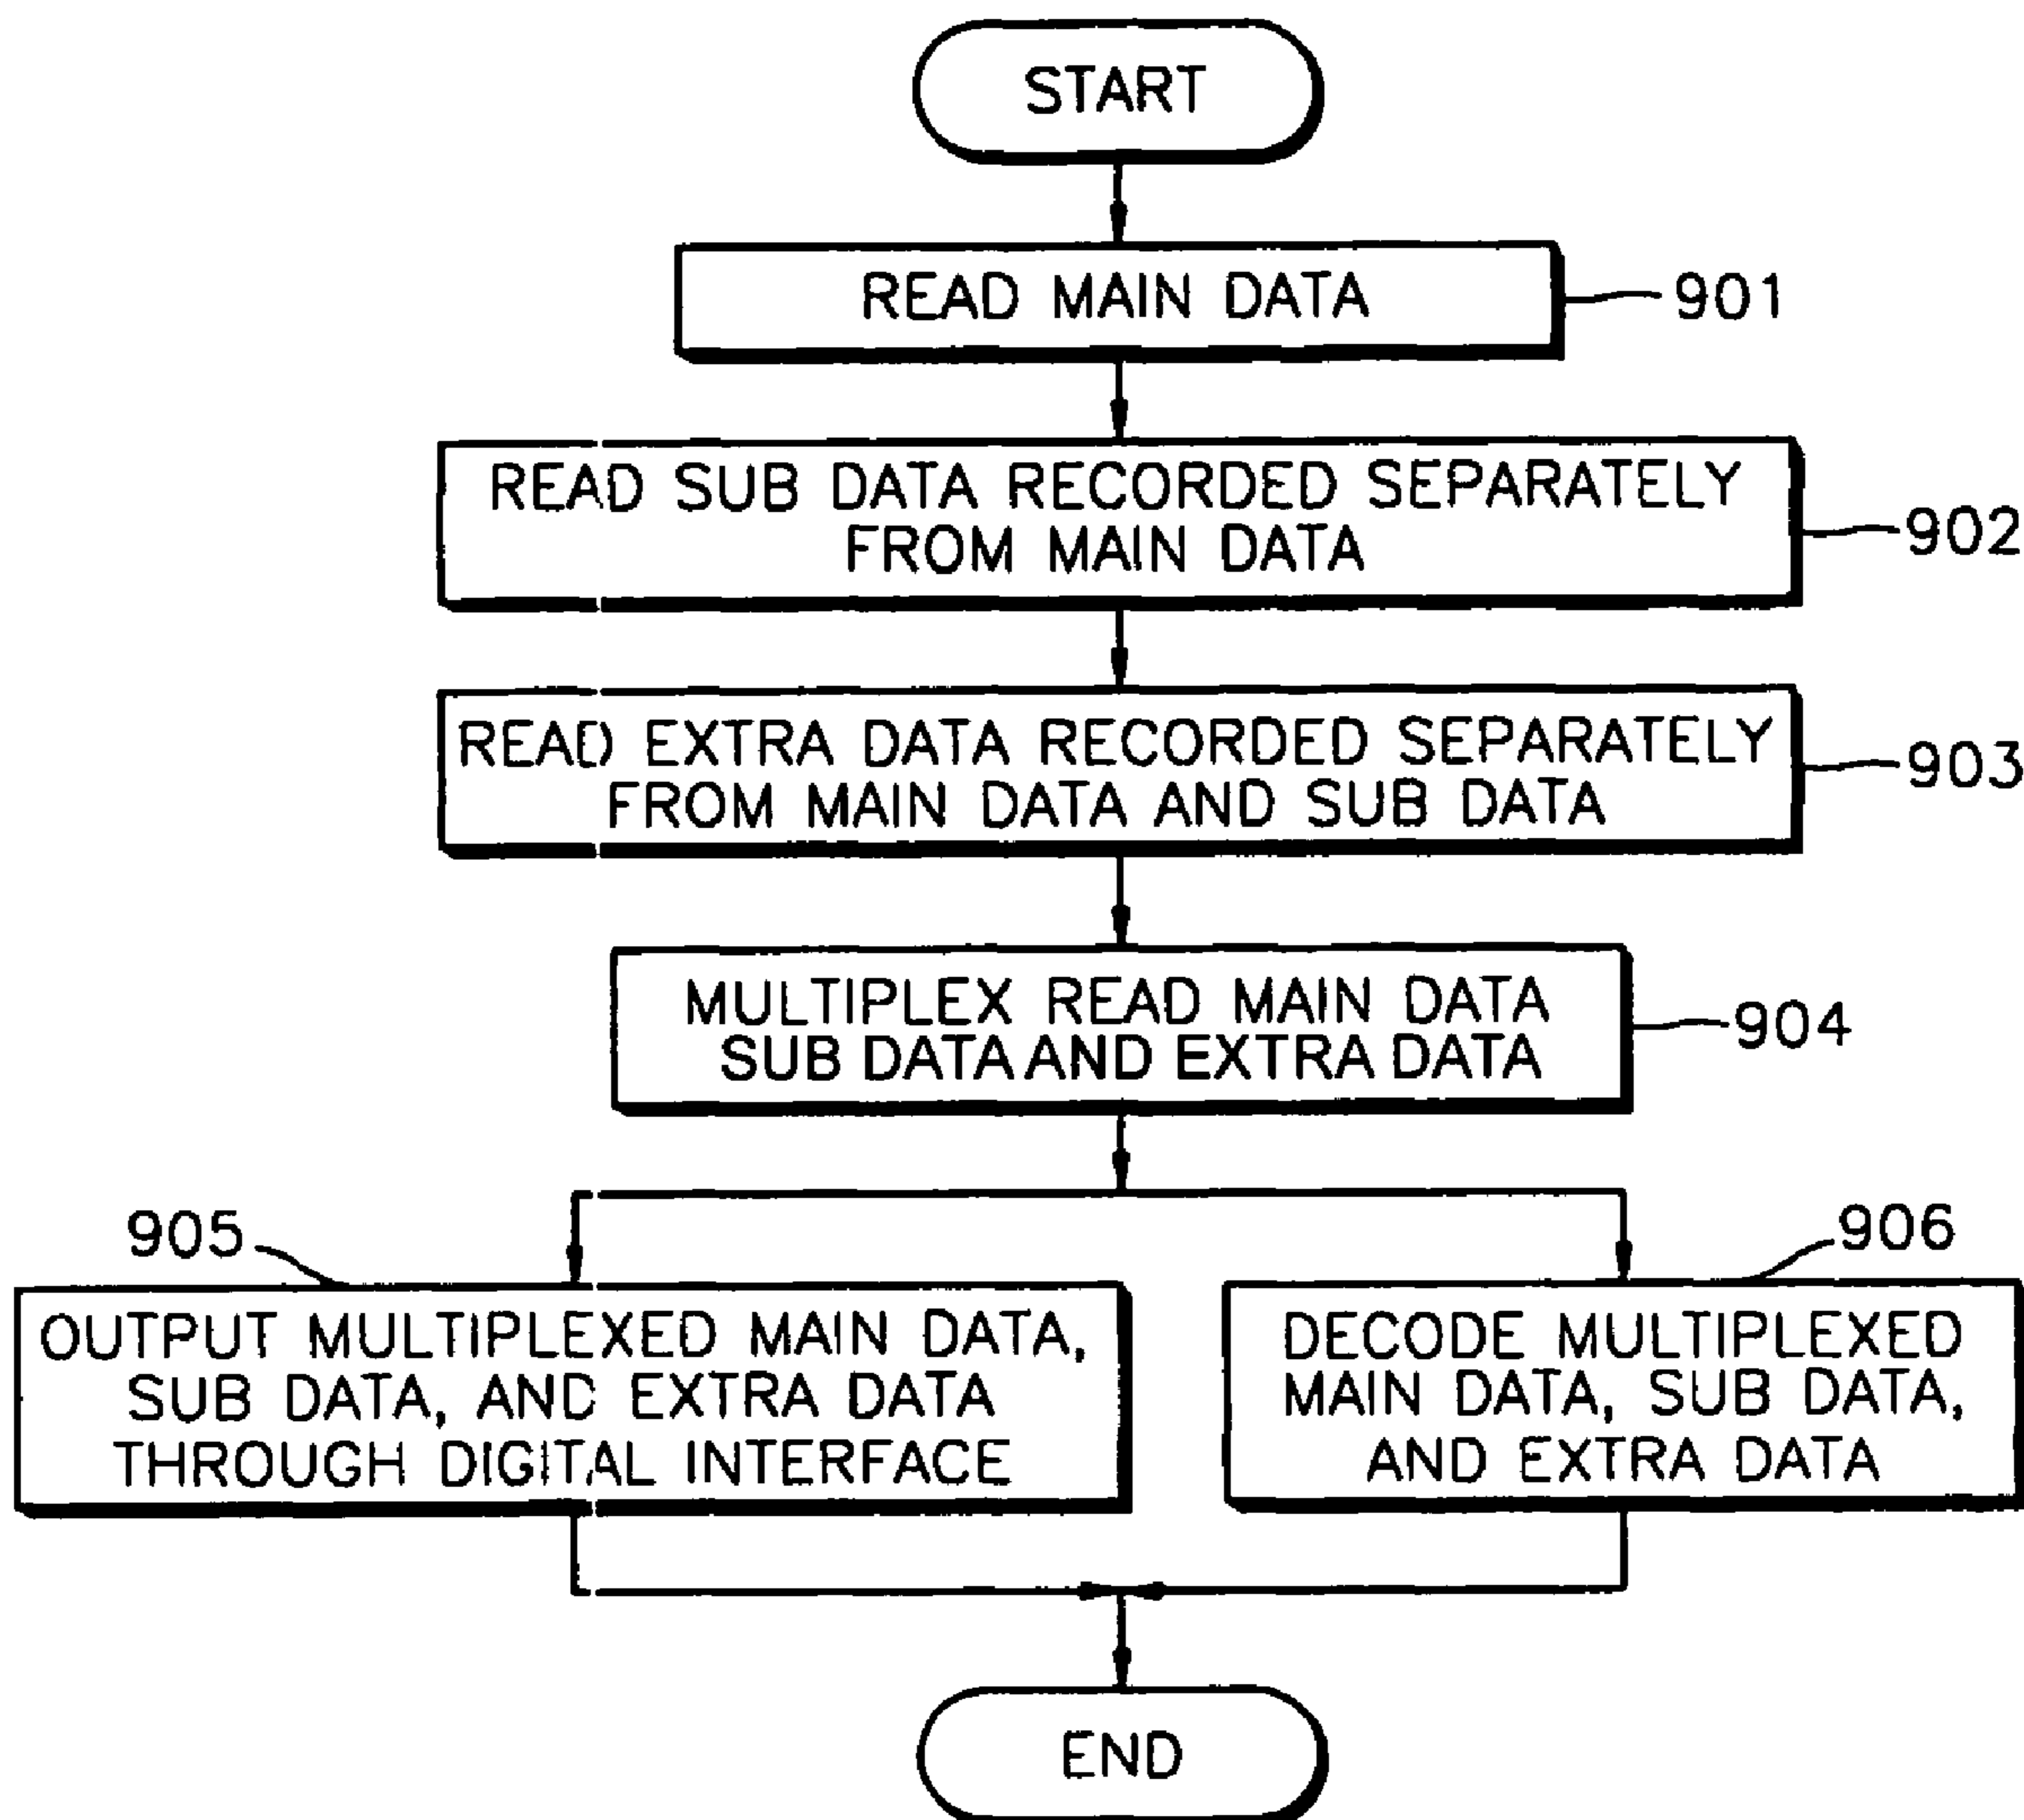 START
READ MAIN DATA
901
READ SUB DATA RECORDED SEPARATELY
FROM MAIN DATA
902
READ EXTRA DATA RECORDED SEPARATELY
FROM MAIN DATA AND SUB DATA
903
MULTIPLEX READ MAIN DATA
SUB DATA AND EXTRA DATA
904
905
OUTPUT MULTIPLEXED MAIN DATA,
SUB DATA, AND EXTRA DATA
THROUGH DIGITAL INTERFACE
906
DECODE MULTIPLEXED
MAIN DATA, SUB DATA,
AND EXTRA DATA
END